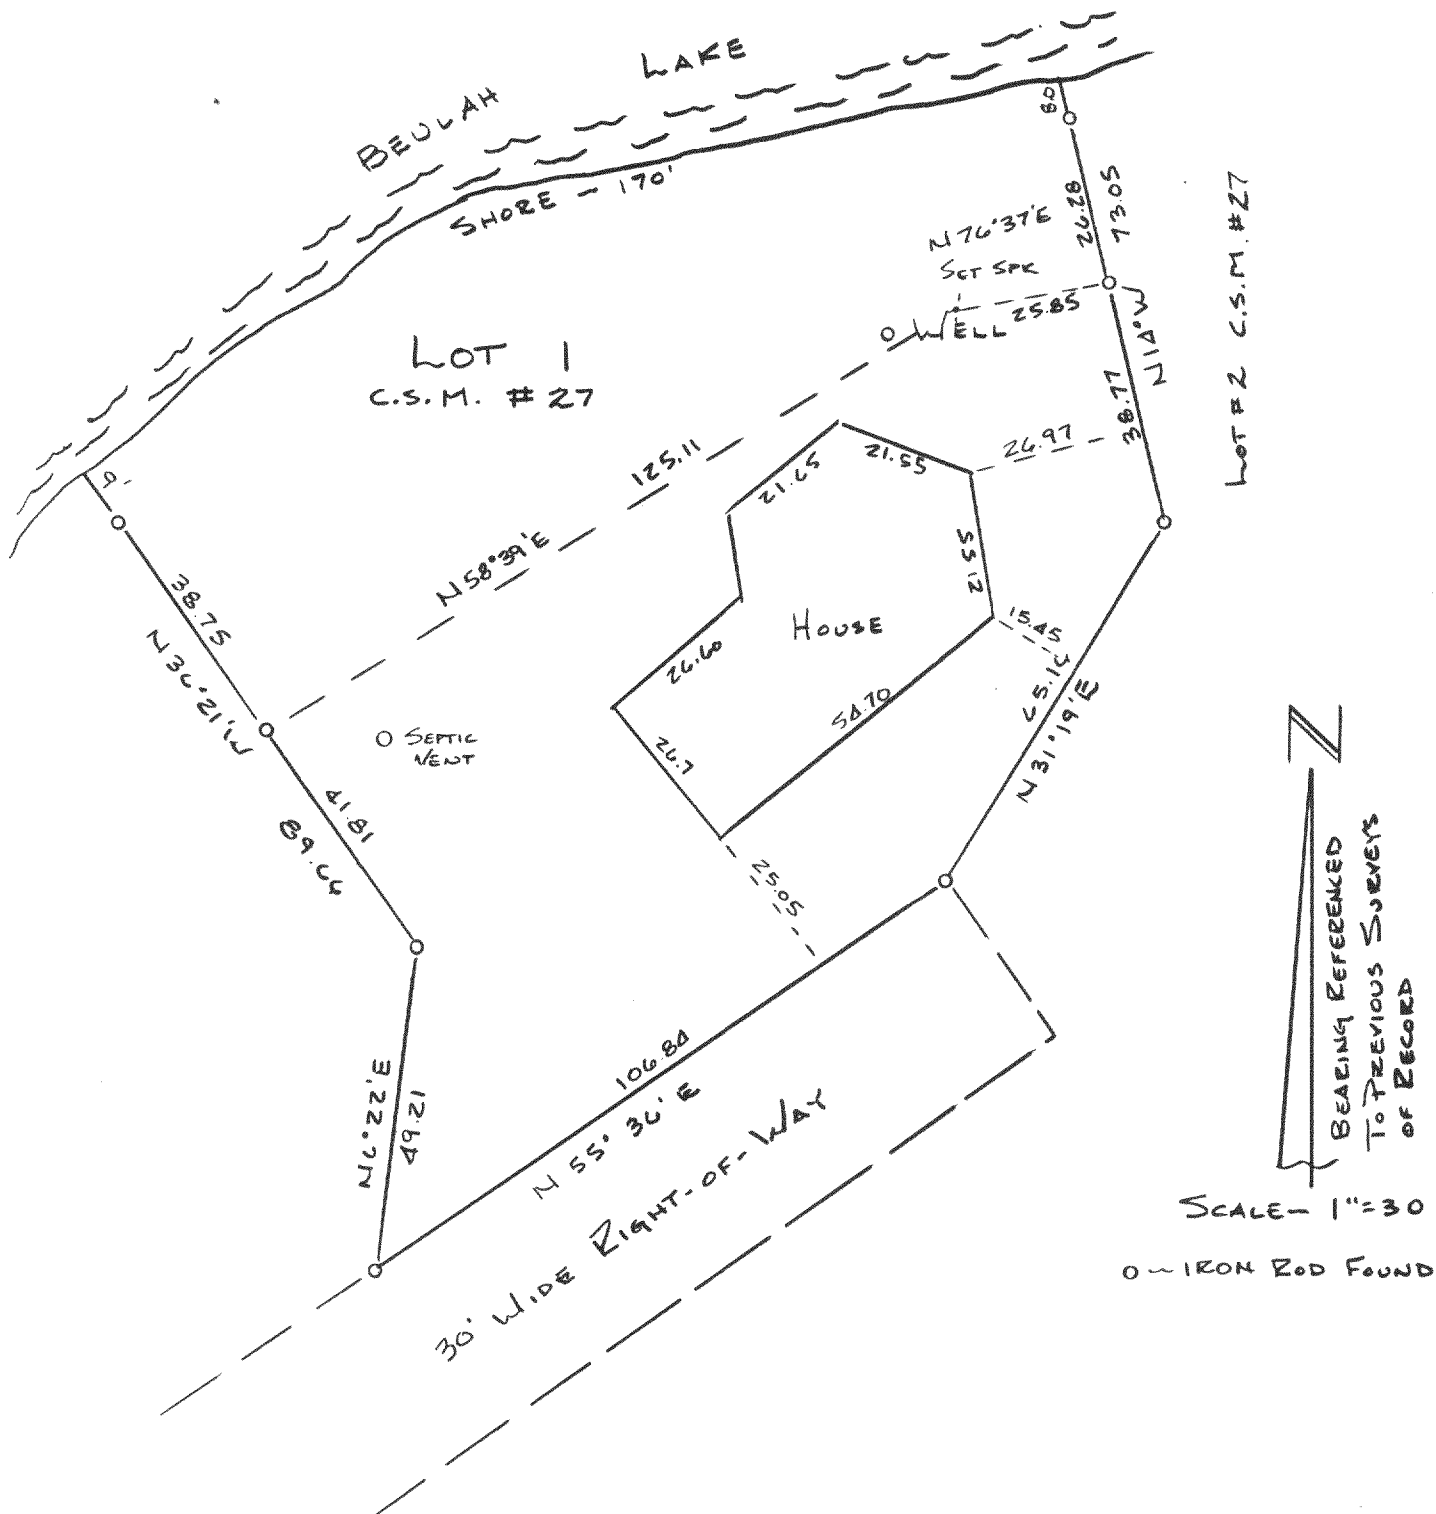 BEULAH LAKE
SHORE - 170'
8.0
26.28
73.05
N76°37'E
SET SPK
25.85
WELL
N14°W
38.77
LOT #2 C.S.M. #27
LOT 1
C.S.M. #27
125.11
N58°39'E
9'
38.75
N36°21'W
41.81
89.66
SEPTIC
VENT
21.65
21.55
26.97
21.55
HOUSE
15.45
26.60
54.70
26.7
65.16
N31°19'E
25.05
N6°22'E
49.21
106.84
N 55° 36' E
30' WIDE RIGHT-OF-WAY
N
BEARING REFERENCED
TO PREVIOUS SURVEYS
OF RECORD
SCALE- 1"=30
O - IRON ROD FOUND